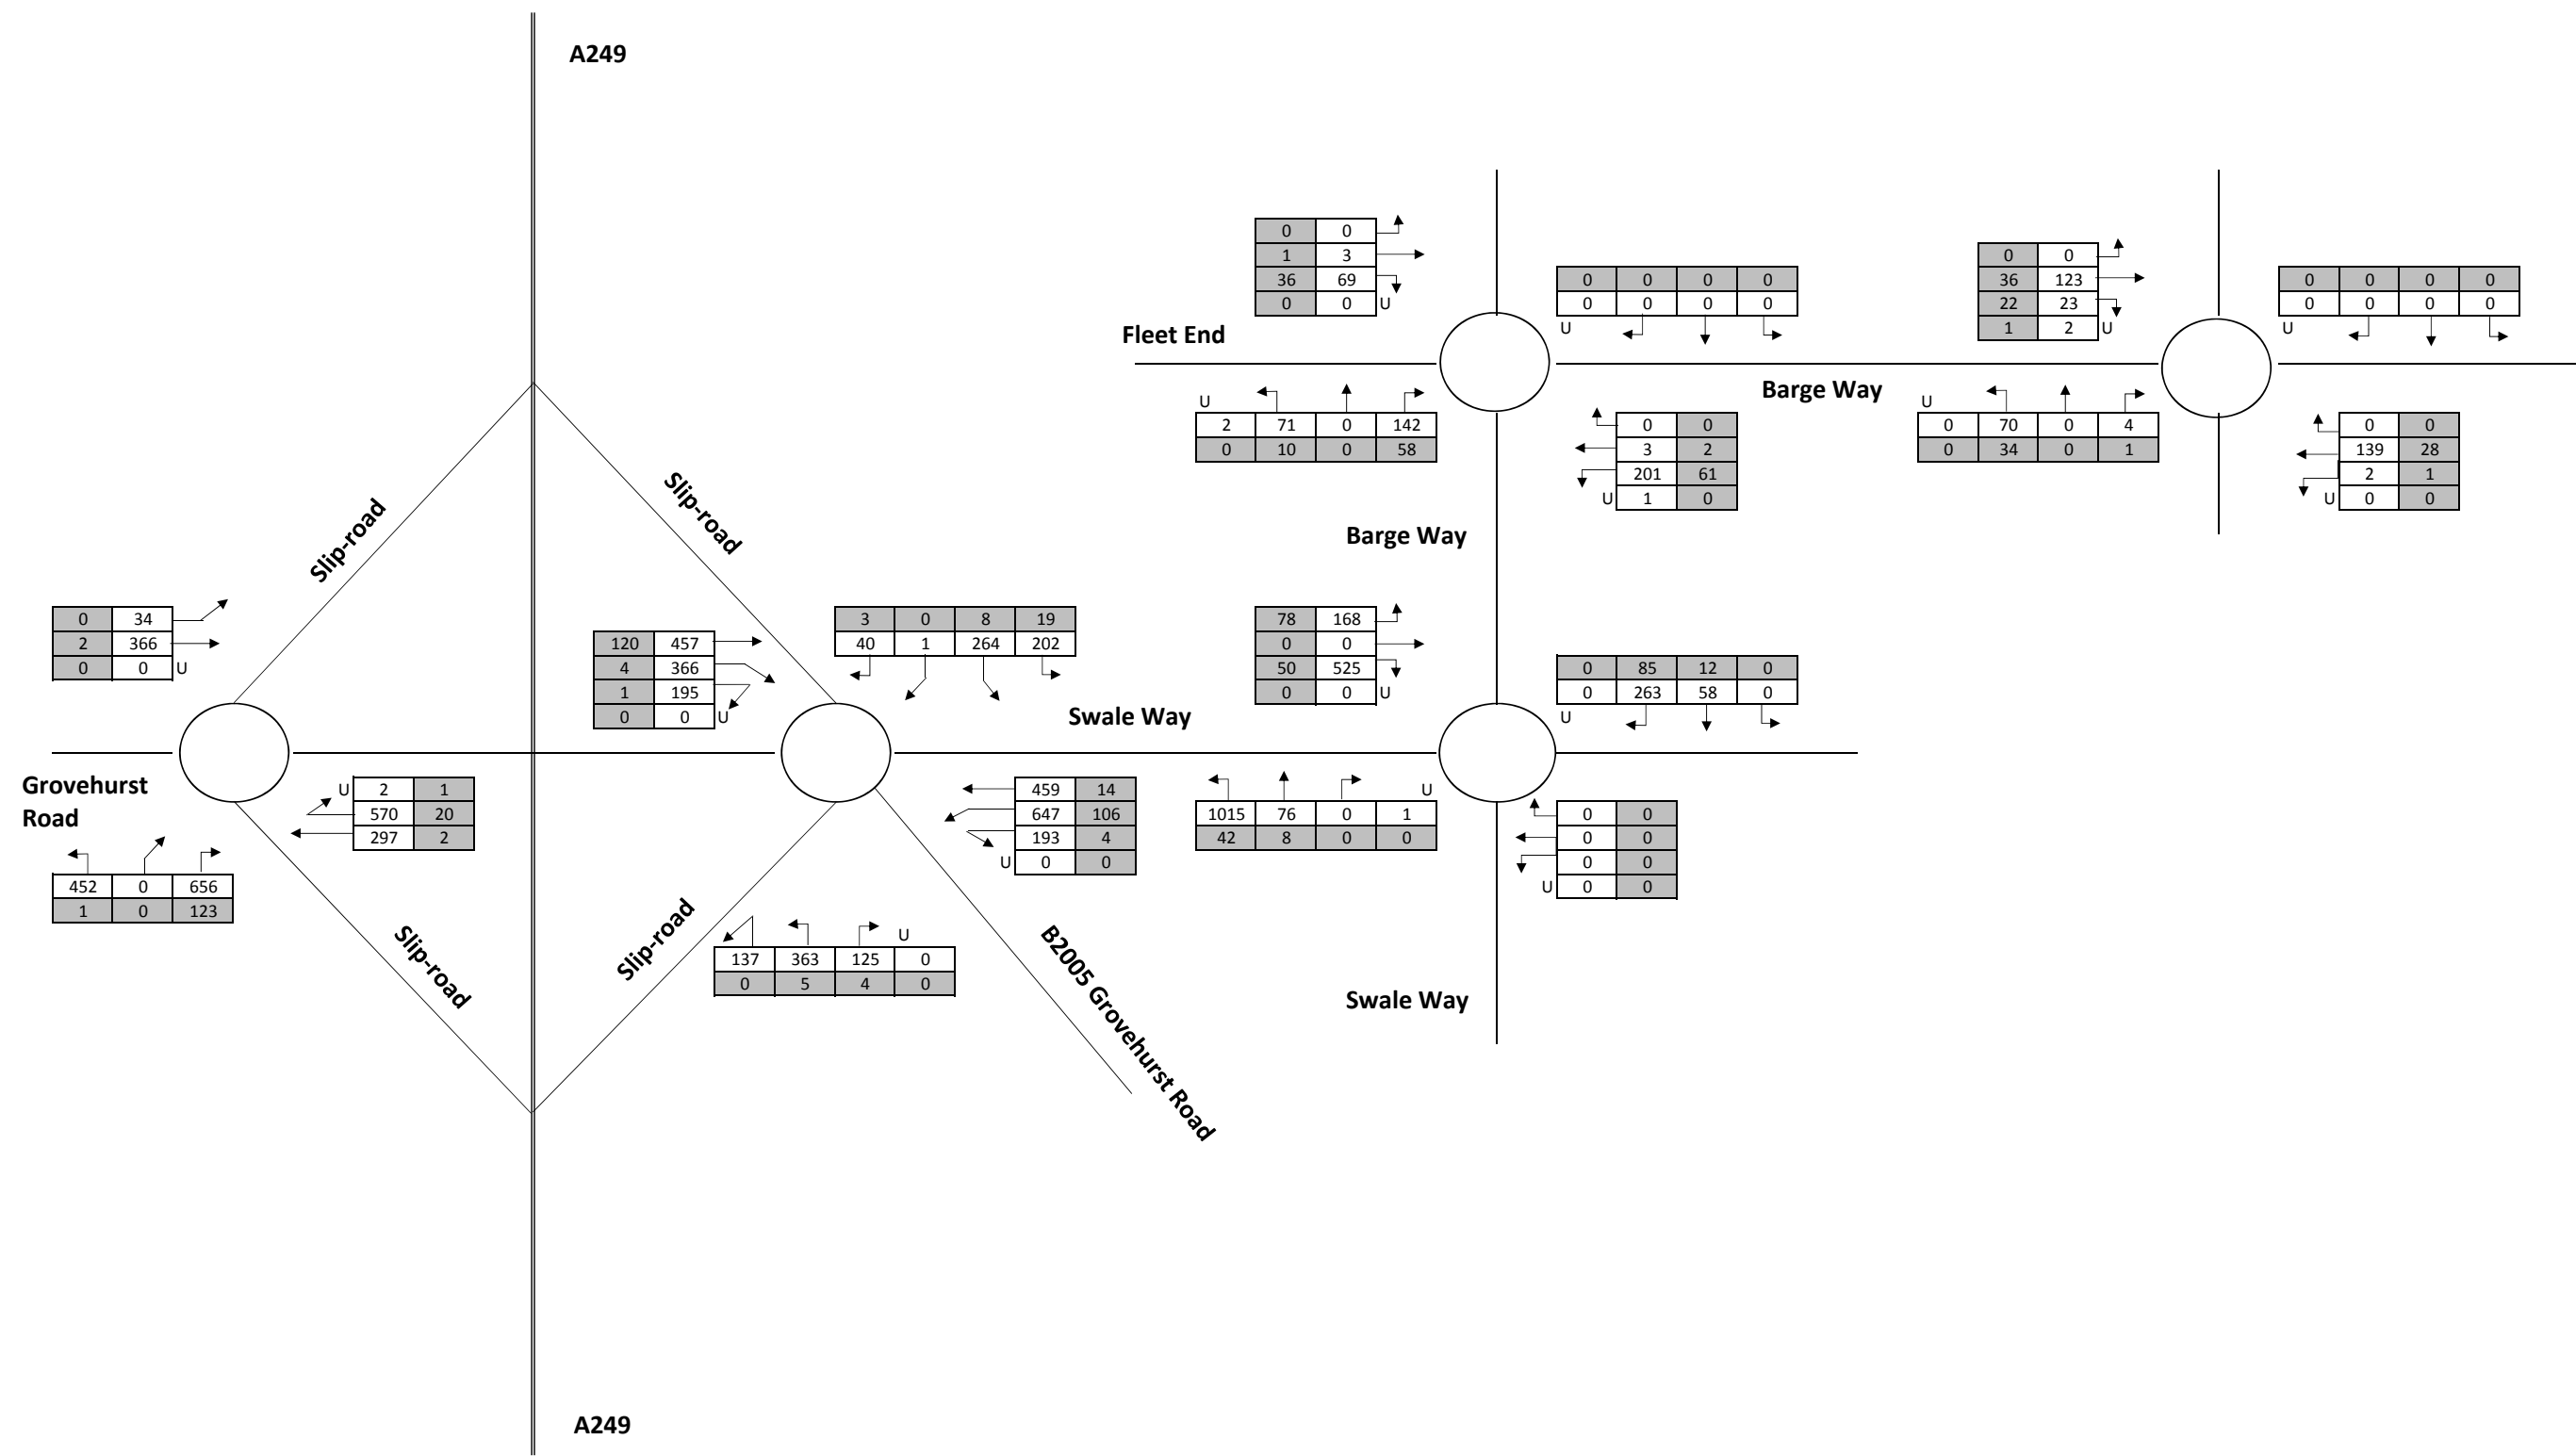 A249
0 0
1 3
36 69
0 0 U
0 0 0 0
0 0 0 0
U
0 0
36 123
22 23
1 2 U
0 0 0 0
0 0 0 0
U
Fleet End
Barge Way
U
2 71 0 142
0 10 0 58
0 0
3 2
201 61
U 1 0
U
0 70 0 4
0 34 0 1
0 0
139 28
2 1
U 0 0
Slip-road
Slip-road
Barge Way
0 34
2 366
0 0 U
120 457
4 366
1 195
0 0 U
3 0 8 19
40 1 264 202
78 168
0 0
50 525
0 0 U
0 85 12 0
0 263 58 0
U
Swale Way
Grovehurst
Road
U 2 1
570 20
297 2
452 0 656
1 0 123
459 14
647 106
193 4
U 0 0
U
1015 76 0 1
42 8 0 0
0 0
0 0
0 0
U 0 0
Slip-road
Slip-road
U
137 363 125 0
0 5 4 0
B2005 Grovehurst Road
Swale Way
A249